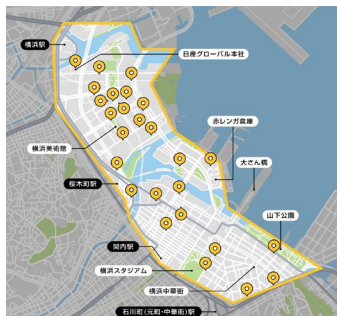 横浜駅
日産グローバル本社
赤レンガ倉庫
大さん橋
横浜美術館
桜木町駅
山下公園
関内駅
横浜スタジアム
横浜中華街
石川町(元町・中華街)駅